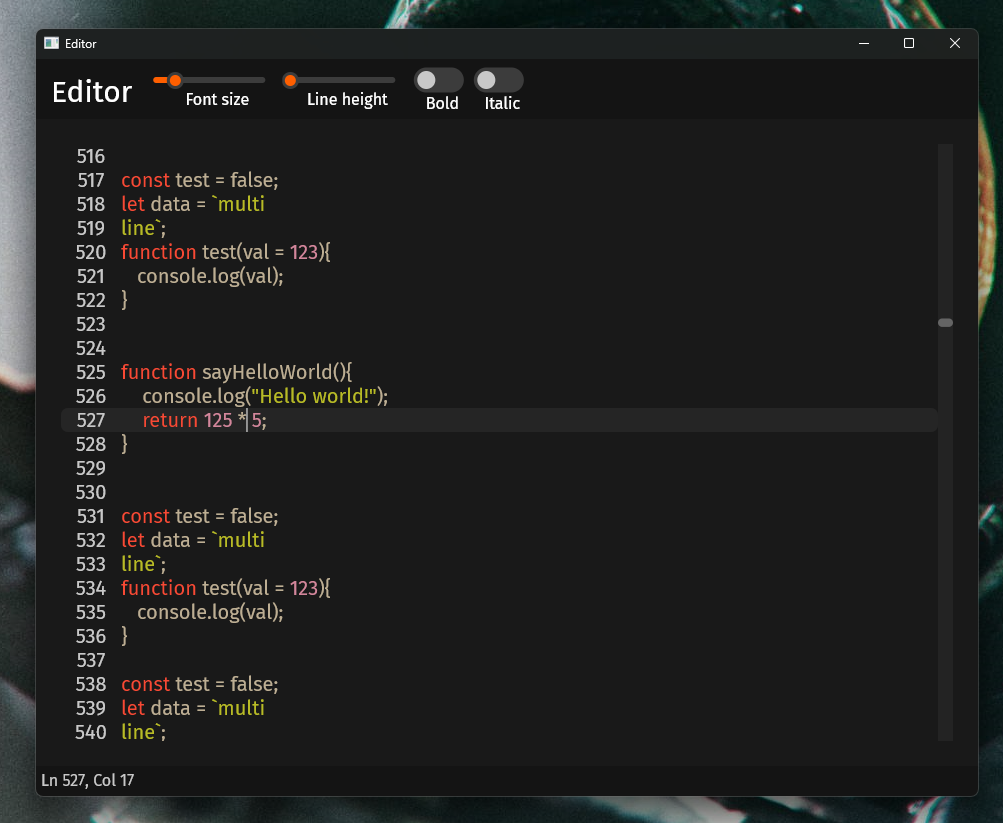 Editor
Editor
Font size
Line height
Bold
Italic
516
517 const test = false;
518 let data = `multi
519 line`;
520 function test(val = 123){
521    console.log(val);
522 }
523
524
525 function sayHelloWorld(){
526     console.log("Hello world!");
527     return 125 * 5;
528 }
529
530
531 const test = false;
532 let data = `multi
533 line`;
534 function test(val = 123){
535    console.log(val);
536 }
537
538 const test = false;
539 let data = `multi
540 line`;
Ln 527, Col 17